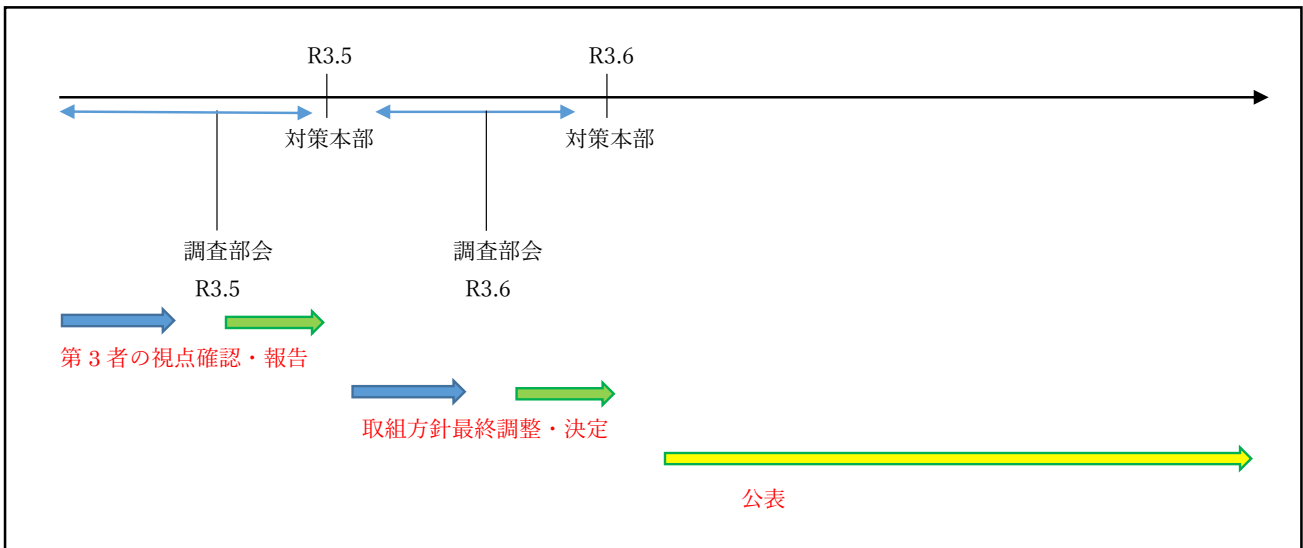 R3.5
R3.6
対策本部
対策本部
調査部会
調査部会
R3.5
R3.6
第3者の視点確認・報告
取組方針最終調整・決定
公表